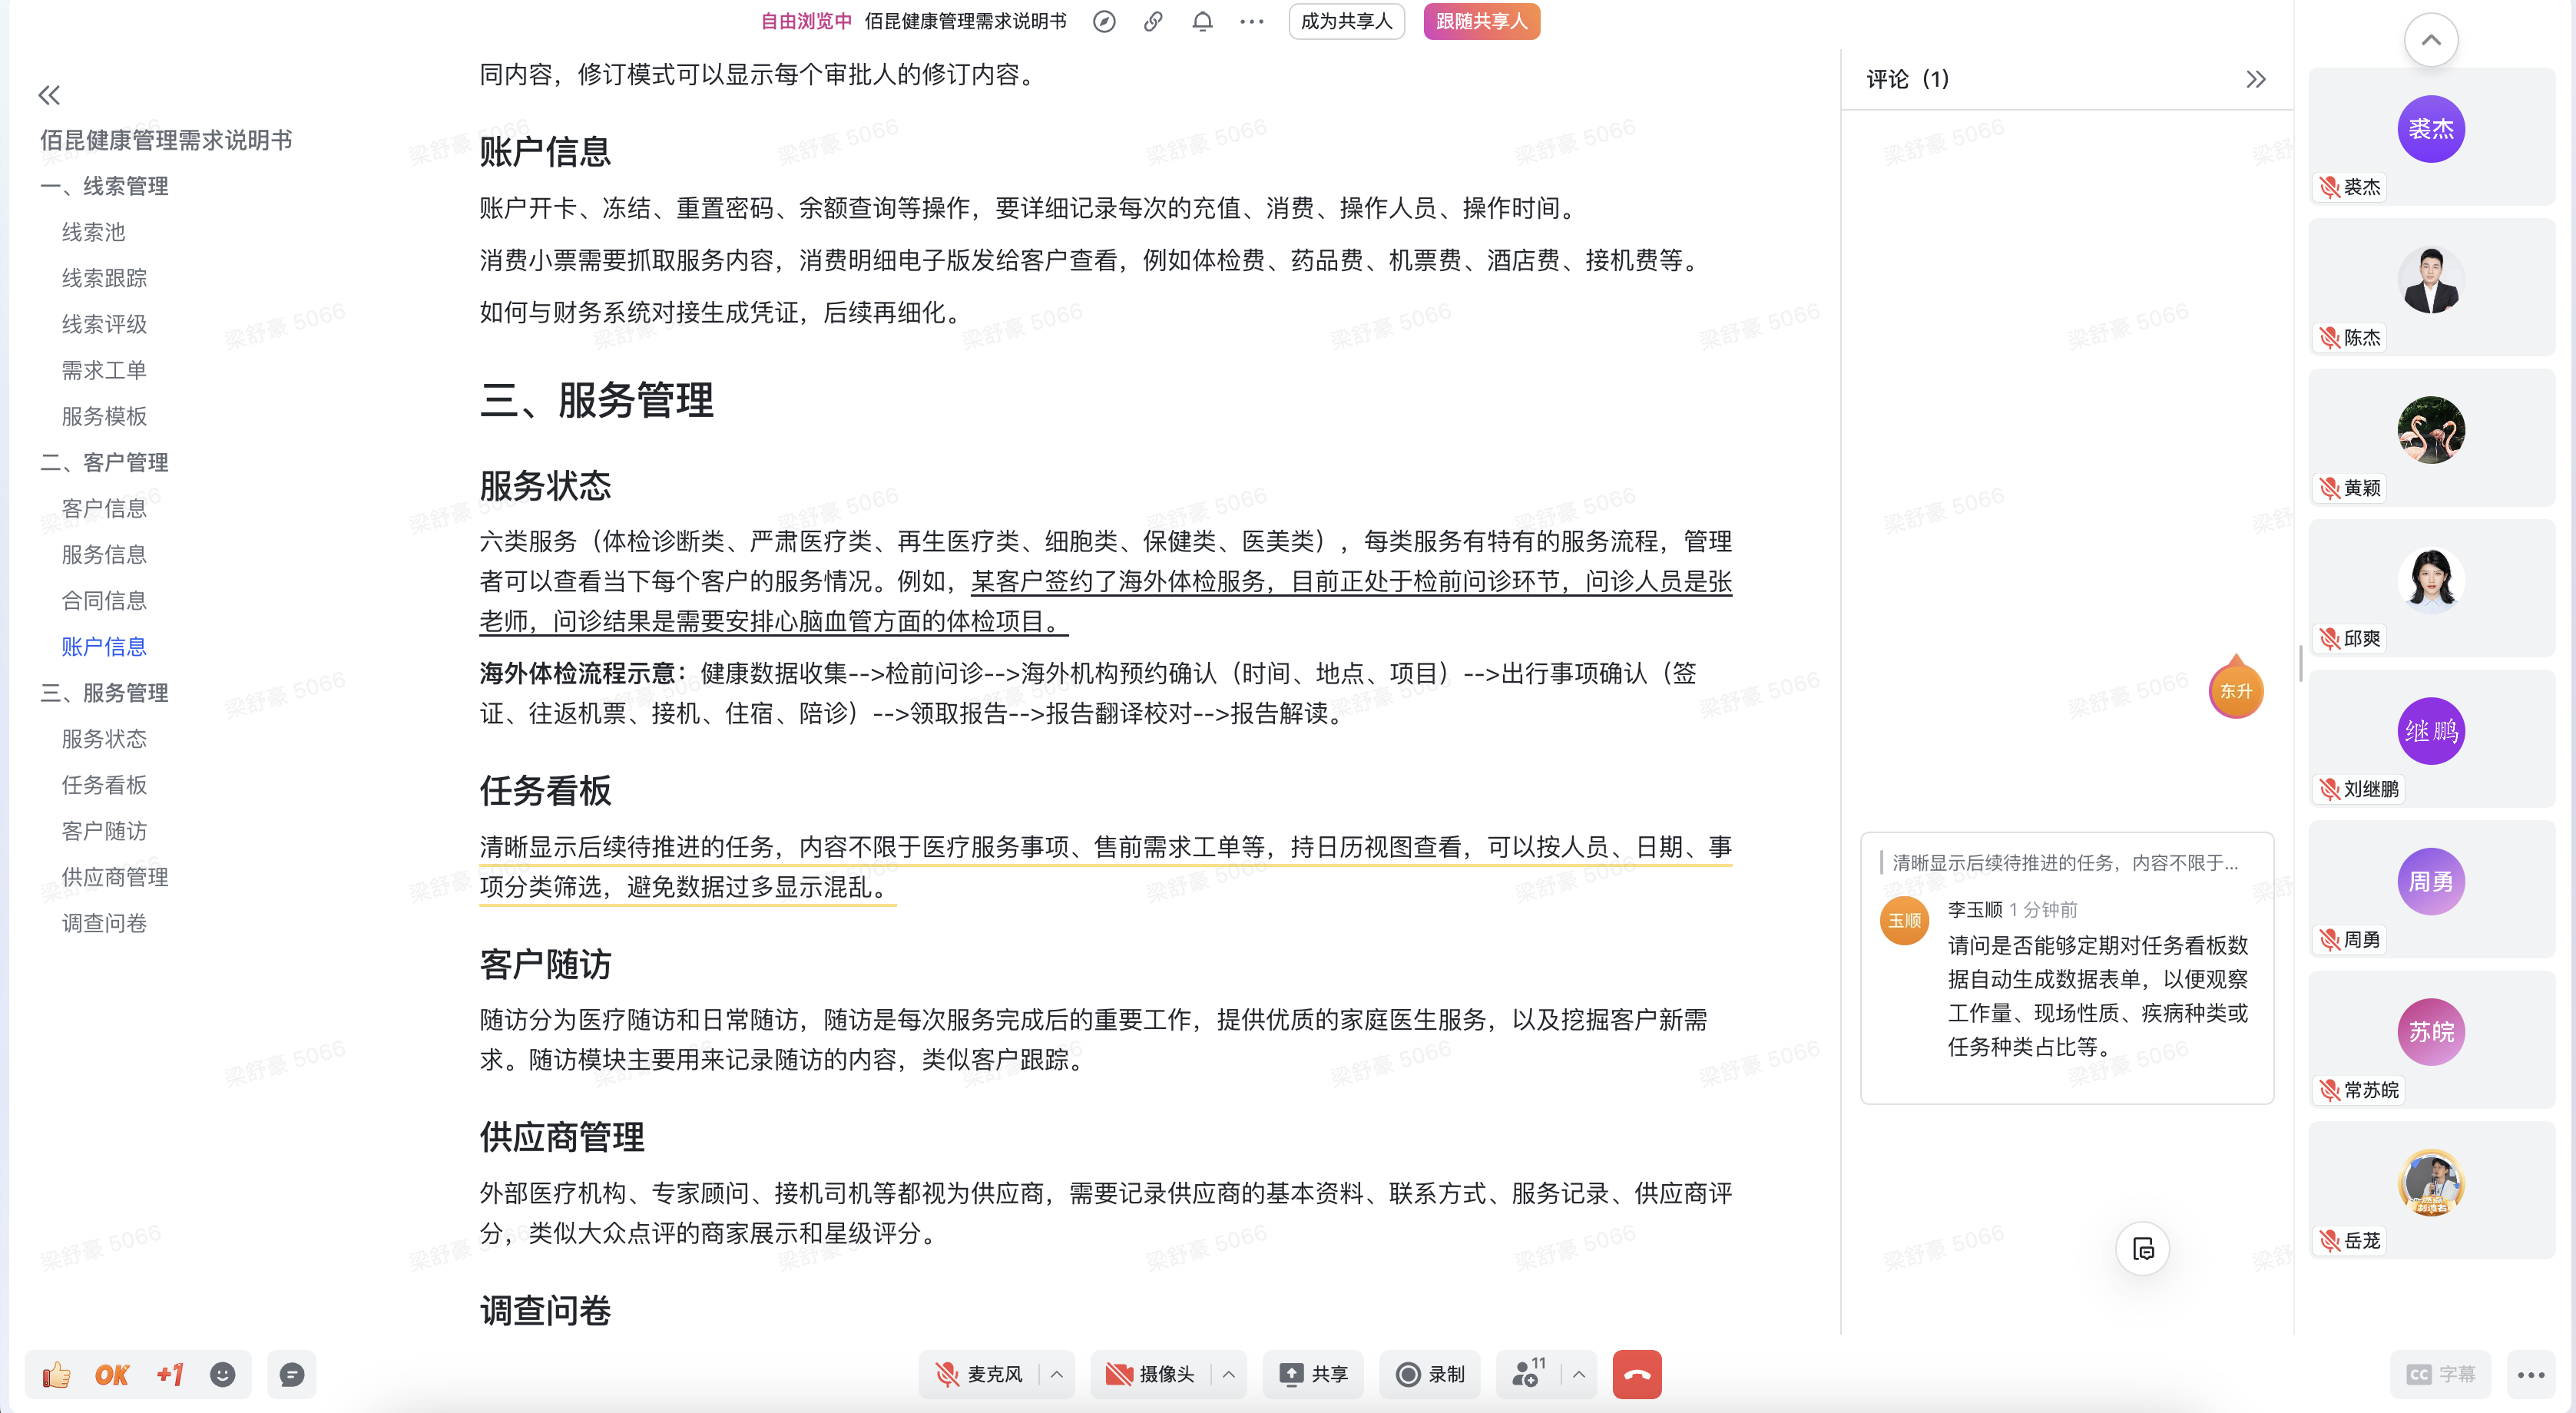 自由浏览中 佰昆健康管理需求说明书 成为共享人 跟随共享人
佰昆健康管理需求说明书
一、线索管理
线索池
线索跟踪
线索评级
需求工单
服务模板
二、客户管理
客户信息
服务信息
合同信息
账户信息
三、服务管理
服务状态
任务看板
客户随访
供应商管理
调查问卷
同内容，修订模式可以显示每个审批人的修订内容。
账户信息
账户开卡、冻结、重置密码、余额查询等操作，要详细记录每次的充值、消费、操作人员、操作时间。
消费小票需要抓取服务内容，消费明细电子版发给客户查看，例如体检费、药品费、机票费、酒店费、接机费等。
如何与财务系统对接生成凭证，后续再细化。
三、服务管理
服务状态
六类服务（体检诊断类、严肃医疗类、再生医疗类、细胞类、保健类、医美类），每类服务有特有的服务流程，管理
者可以查看当下每个客户的服务情况。例如，某客户签约了海外体检服务，目前正处于检前问诊环节，问诊人员是张
老师，问诊结果是需要安排心脑血管方面的体检项目。
海外体检流程示意：健康数据收集-->检前问诊-->海外机构预约确认（时间、地点、项目）-->出行事项确认（签
证、往返机票、接机、住宿、陪诊）-->领取报告-->报告翻译校对-->报告解读。
任务看板
清晰显示后续待推进的任务，内容不限于医疗服务事项、售前需求工单等，持日历视图查看，可以按人员、日期、事
项分类筛选，避免数据过多显示混乱。
客户随访
随访分为医疗随访和日常随访，随访是每次服务完成后的重要工作，提供优质的家庭医生服务，以及挖掘客户新需
求。随访模块主要用来记录随访的内容，类似客户跟踪。
供应商管理
外部医疗机构、专家顾问、接机司机等都视为供应商，需要记录供应商的基本资料、联系方式、服务记录、供应商评
分，类似大众点评的商家展示和星级评分。
调查问卷
评论（1）
东升
清晰显示后续待推进的任务，内容不限于...
玉顺
李玉顺 1 分钟前
请问是否能够定期对任务看板数
据自动生成数据表单，以便观察
工作量、现场性质、疾病种类或
任务种类占比等。
裘杰
裘杰
陈杰
黄颖
邱爽
继鹏
刘继鹏
周勇
周勇
苏皖
常苏皖
岳茏
OK +1
麦克风 摄像头 共享 录制 11
CC 字幕
梁舒豪 5066